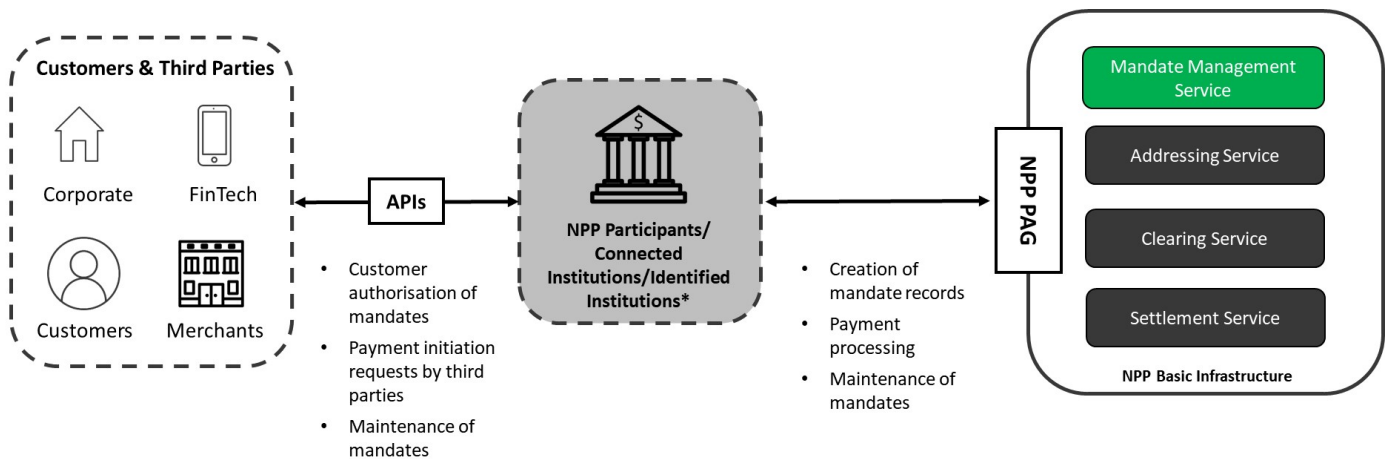 Customers & Third Parties
Corporate
FinTech
Customers
Merchants
APIs
• Customer
authorisation of
mandates
• Payment initiation
requests by third
parties
• Maintenance of
mandates
$
NPP Participants/
Connected
Institutions/Identified
Institutions*
• Creation of
mandate records
• Payment
processing
• Maintenance of
mandates
NPP PAG
Mandate Management
Service
Addressing Service
Clearing Service
Settlement Service
NPP Basic Infrastructure